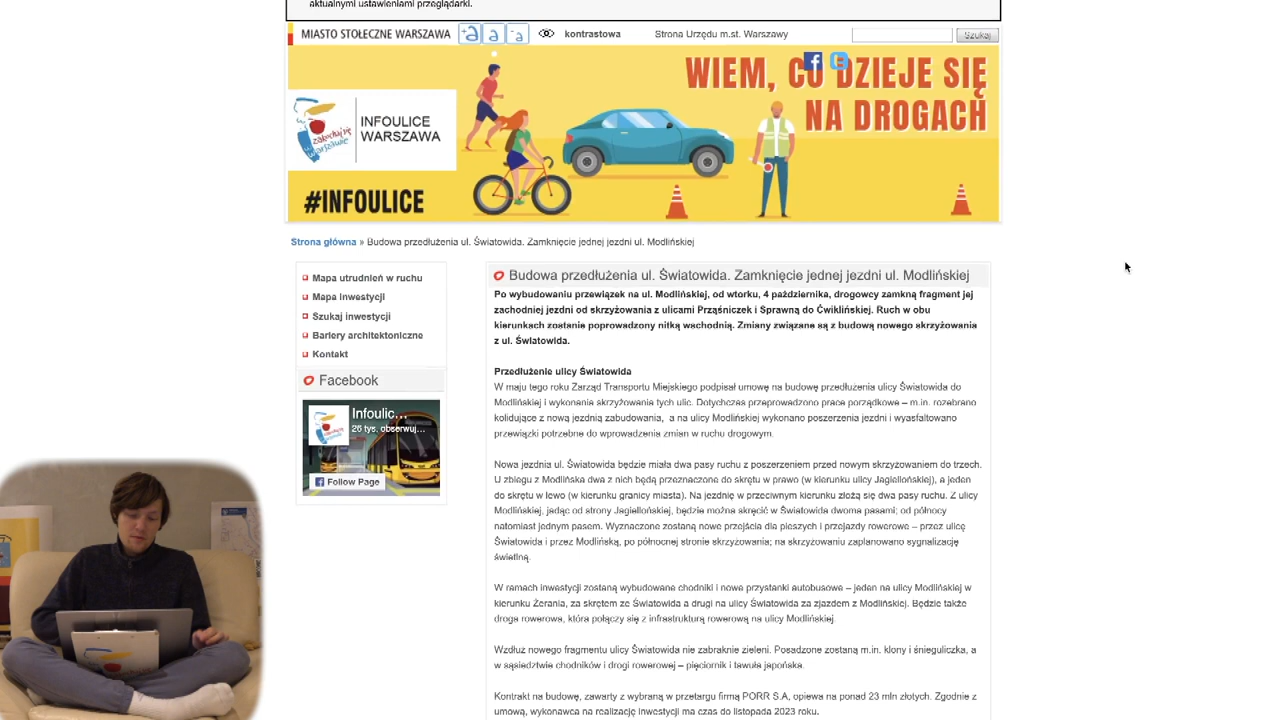 aktualnymi ustawieniami przeglądarki.
MIASTO STOŁECZNE WARSZAWA +a a -a kontrastowa Strona Urzędu m.st. Warszawy Szukaj
WIEM, CO DZIEJE SIĘ
NA DROGACH
zakochaj się
w Warszawie
INFOULICE
WARSZAWA
#INFOULICE
Strona główna » Budowa przedłużenia ul. Światowida. Zamknięcie jednej jezdni ul. Modlińskiej
Mapa utrudnień w ruchu
Mapa inwestycji
Szukaj inwestycji
Bariery architektoniczne
Kontakt
Facebook
Infoulic...
26 tys. obserwuj...
Follow Page
Budowa przedłużenia ul. Światowida. Zamknięcie jednej jezdni ul. Modlińskiej
Po wybudowaniu przewiązek na ul. Modlińskiej, od wtorku, 4 października, drogowcy zamkną fragment jej
zachodniej jezdni od skrzyżowania z ulicami Prząśniczek i Sprawną do Ćwiklińskiej. Ruch w obu
kierunkach zostanie poprowadzony nitką wschodnią. Zmiany związane są z budową nowego skrzyżowania
z ul. Światowida.
Przedłużenie ulicy Światowida
W maju tego roku Zarząd Transportu Miejskiego podpisał umowę na budowę przedłużenia ulicy Światowida do
Modlińskiej i wykonania skrzyżowania tych ulic. Dotychczas przeprowadzono prace porządkowe – m.in. rozebrano
kolidujące z nową jezdnią zabudowania, a na ulicy Modlińskiej wykonano poszerzenia jezdni i wyasfaltowano
przewiązki potrzebne do wprowadzenia zmian w ruchu drogowym.
Nowa jezdnia ul. Światowida będzie miała dwa pasy ruchu z poszerzeniem przed nowym skrzyżowaniem do trzech.
U zbiegu z Modlińska dwa z nich będą przeznaczone do skrętu w prawo (w kierunku ulicy Jagiellońskiej), a jeden
do skrętu w lewo (w kierunku granicy miasta). Na jezdnię w przeciwnym kierunku złożą się dwa pasy ruchu. Z ulicy
Modlińskiej, jadąc od strony Jagiellońskiej, będzie można skręcić w Światowida dwoma pasami; od północy
natomiast jednym pasem. Wyznaczone zostaną nowe przejścia dla pieszych i przejazdy rowerowe – przez ulicę
Światowida i przez Modlińską, po północnej stronie skrzyżowania; na skrzyżowaniu zaplanowano sygnalizację
świetlną.
W ramach inwestycji zostaną wybudowane chodniki i nowe przystanki autobusowe – jeden na ulicy Modlińskiej w
kierunku Żerania, za skrętem ze Światowida a drugi na ulicy Światowida za zjazdem z Modlińskiej. Będzie także
droga rowerowa, która połączy się z infrastrukturą rowerową na ulicy Modlińskiej.
Wzdłuż nowego fragmentu ulicy Światowida nie zabraknie zieleni. Posadzone zostaną m.in. klony i śnieguliczka, a
w sąsiedztwie chodników i drogi rowerowej – pięciornik i tawuła japońska.
Kontrakt na budowę, zawarty z wybraną w przetargu firmą PORR S.A, opiewa na ponad 23 mln złotych. Zgodnie z
umową, wykonawca na realizację inwestycji ma czas do listopada 2023 roku.